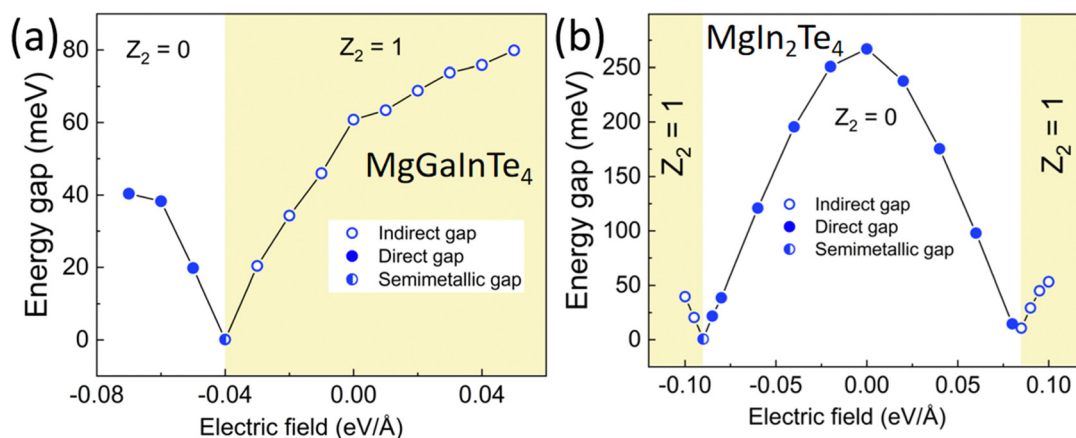 (a)
Z₂ = 0
Z₂ = 1
MgGaInTe₄
Indirect gap
Direct gap
Semimetallic gap
Energy gap (meV)
80
60
40
20
0
-0.08
-0.04
0.00
0.04
Electric field (eV/Å)
(b)
MgIn₂Te₄
Z₂ = 1
Z₂ = 0
Z₂ = 1
Indirect gap
Direct gap
Semimetallic gap
Energy gap (meV)
250
200
150
100
50
0
-0.10
-0.05
0.00
0.05
0.10
Electric field (eV/Å)